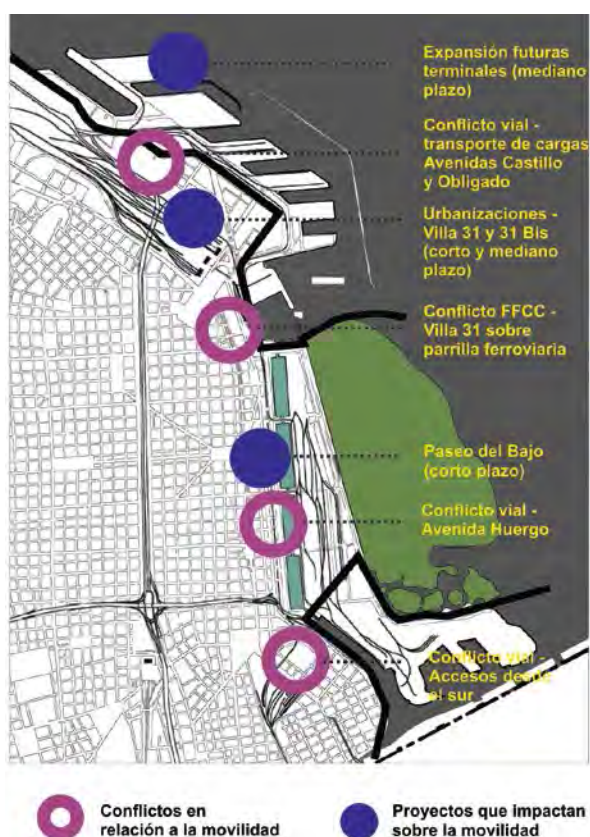 Expansión futuras
terminales (mediano
plazo)
Conflicto vial -
transporte de cargas
Avenidas Castillo
y Obligado
Urbanizaciones -
Villa 31 y 31 Bis
(corto y mediano
plazo)
Conflicto FFCC -
Villa 31 sobre
parrilla ferroviaria
Paseo del Bajo
(corto plazo)
Conflicto vial -
Avenida Huergo
Conflicto vial -
Accesos desde
el sur
Conflictos en
relación a la movilidad
Proyectos que impactan
sobre la movilidad